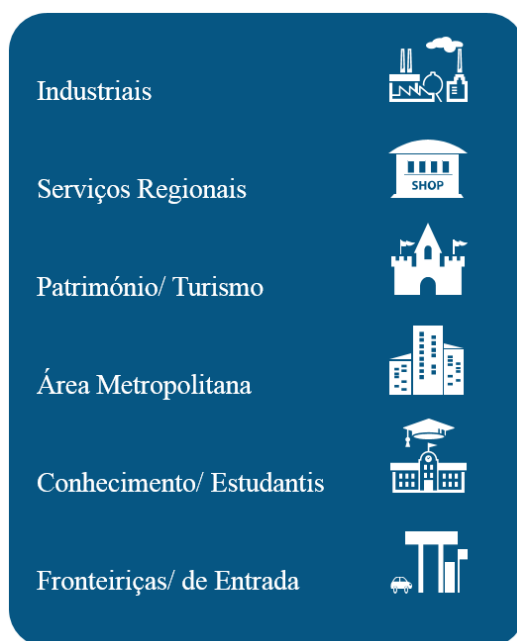 Industriais
Serviços Regionais
SHOP
Património/ Turismo
Área Metropolitana
Conhecimento/ Estudantis
Fronteiriças/ de Entrada